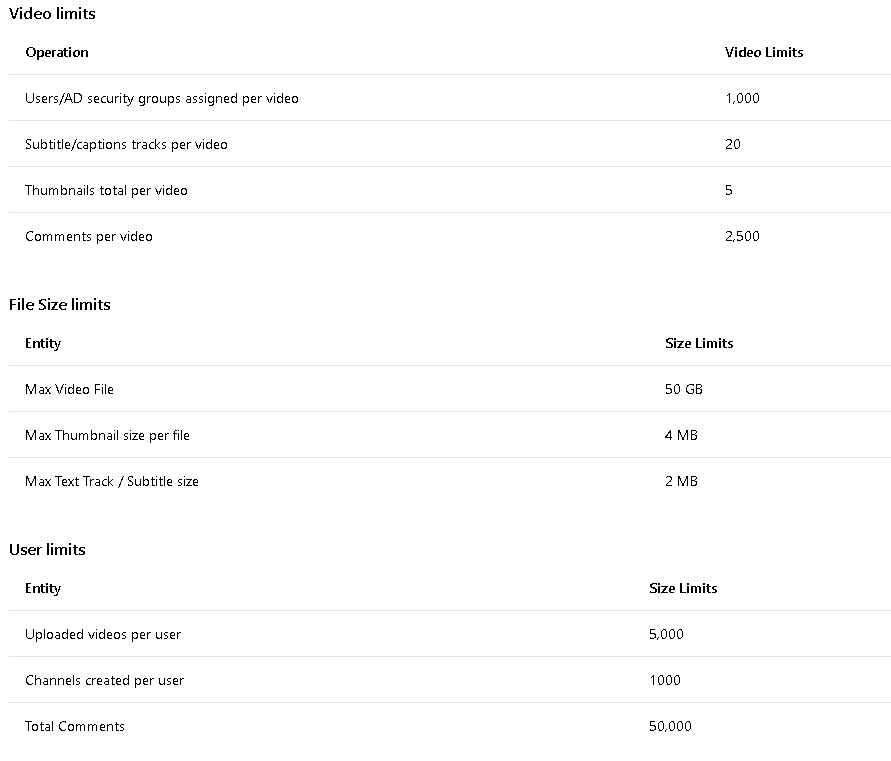 Video limits
Operation Video Limits
Users/AD security groups assigned per video 1,000
Subtitle/captions tracks per video 20
Thumbnails total per video 5
Comments per video 2,500
File Size limits
Entity Size Limits
Max Video File 50 GB
Max Thumbnail size per file 4 MB
Max Text Track / Subtitle size 2 MB
User limits
Entity Size Limits
Uploaded videos per user 5,000
Channels created per user 1000
Total Comments 50,000